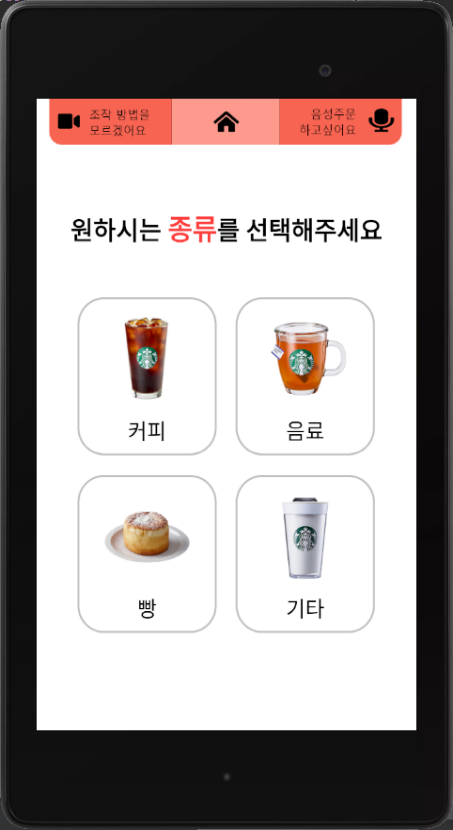 조작 방법을
모르겠어요
음성주문
하고싶어요
원하시는 종류를 선택해주세요
커피
음료
빵
기타